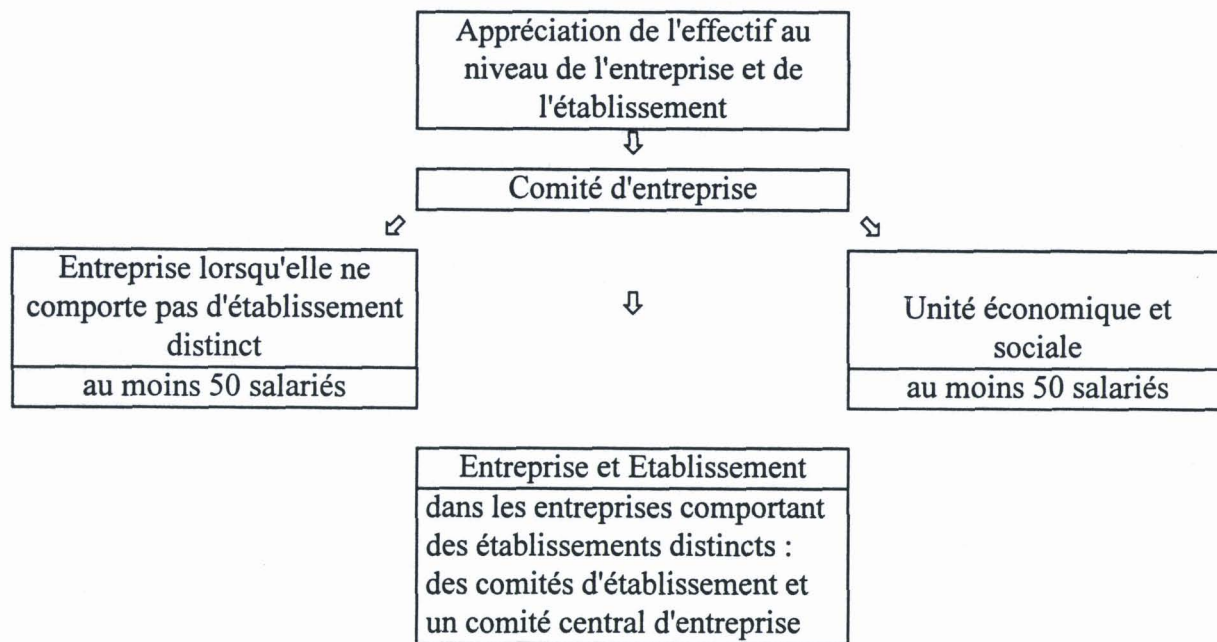 Appréciation de l'effectif au
niveau de l'entreprise et de
l'établissement
Comité d'entreprise
Entreprise lorsqu'elle ne
comporte pas d'établissement
distinct
au moins 50 salariés
Unité économique et
sociale
au moins 50 salariés
Entreprise et Etablissement
dans les entreprises comportant
des établissements distincts :
des comités d'établissement et
un comité central d'entreprise